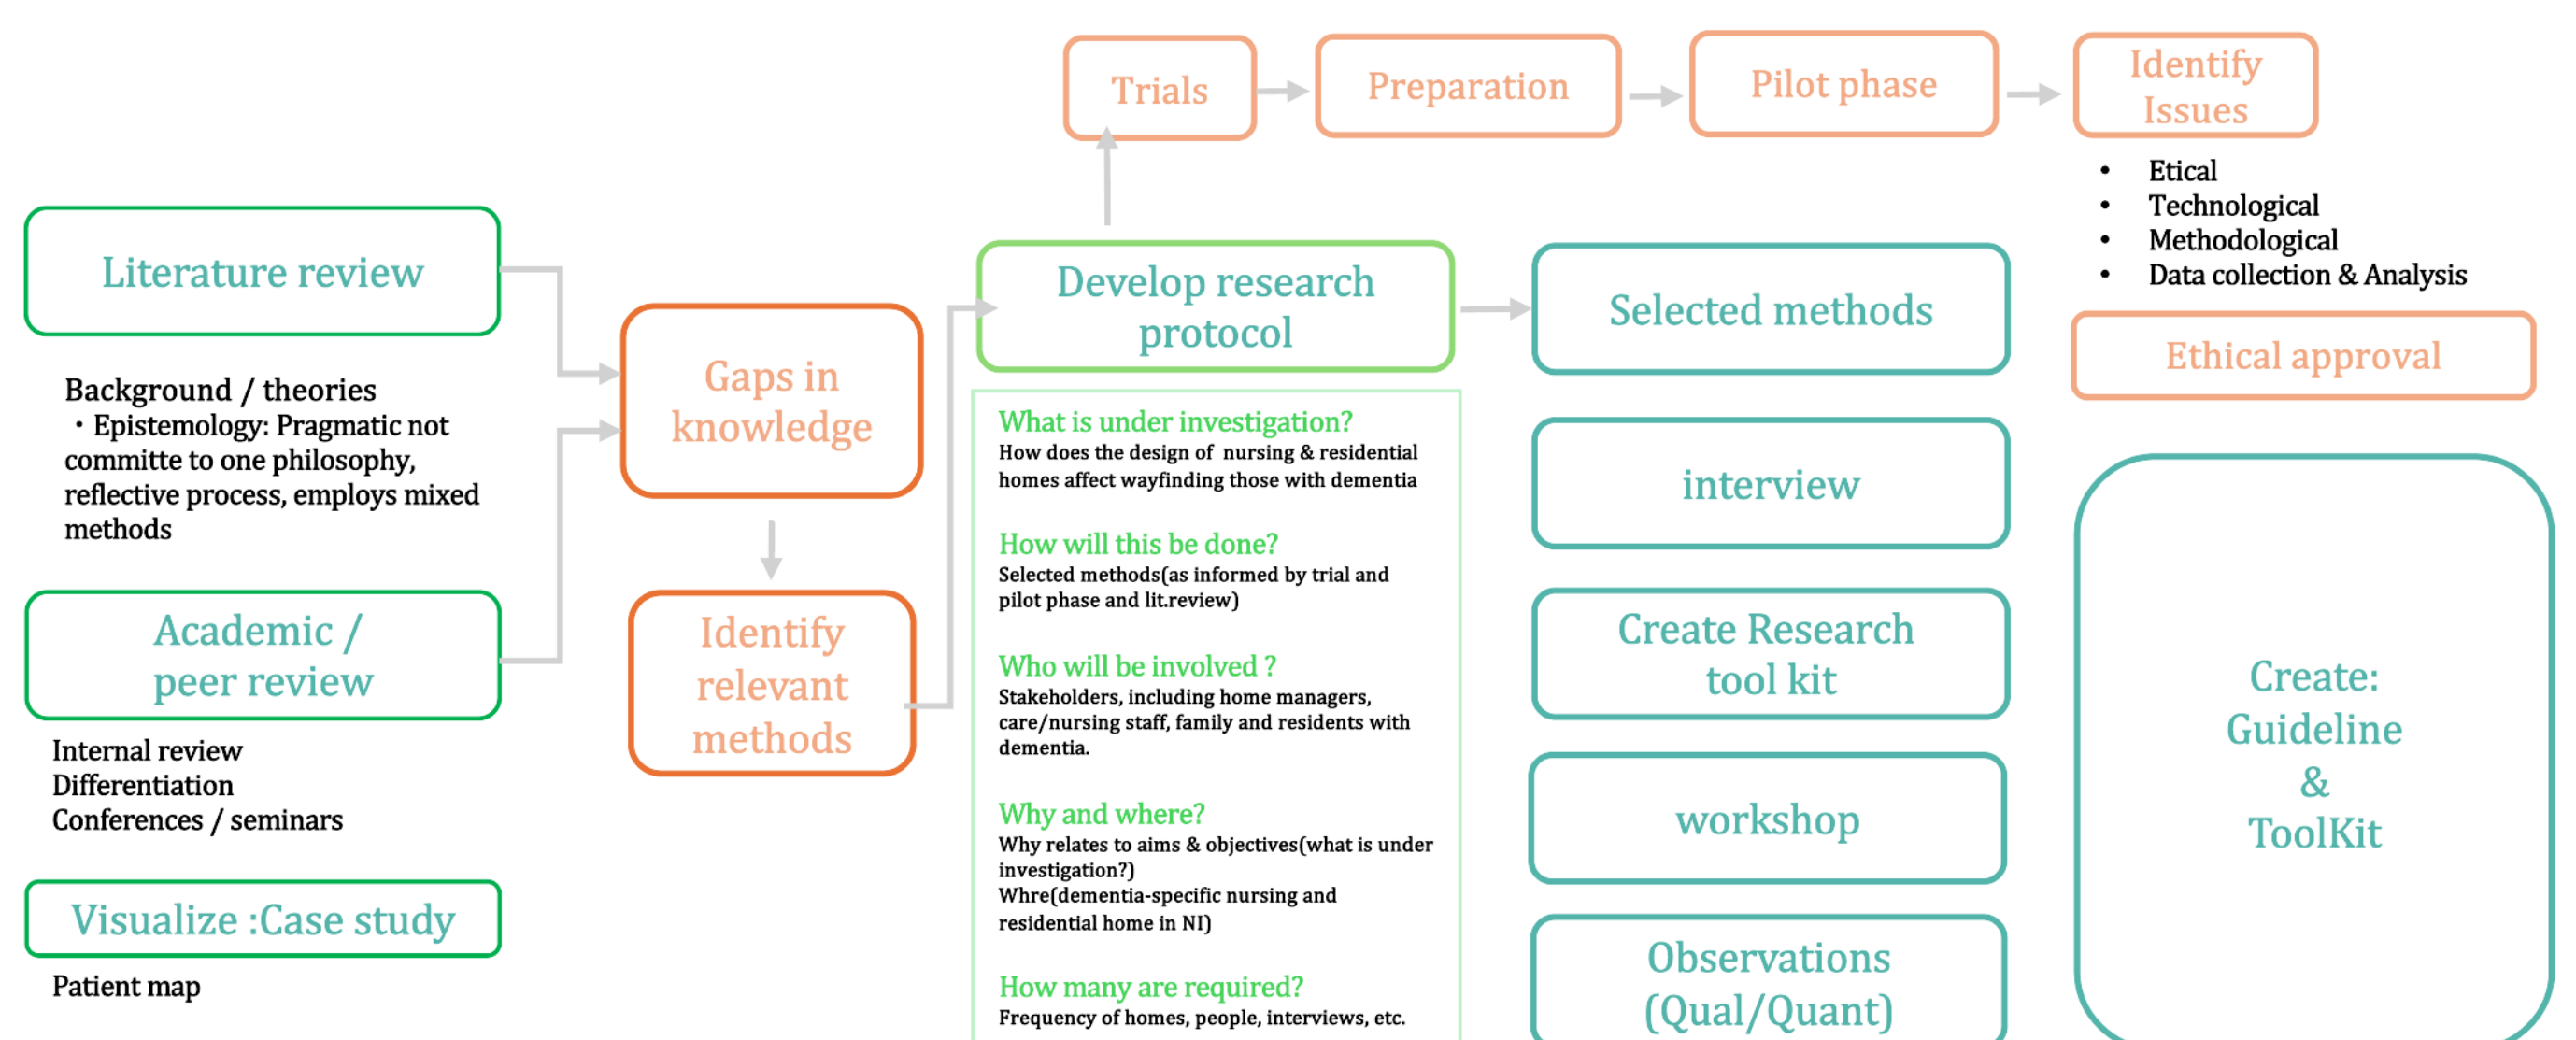 Trials
Preparation
Pilot phase
Identify
Issues
• Etical
• Technological
• Methodological
• Data collection & Analysis
Ethical approval
Literature review
Background / theories
・Epistemology: Pragmatic not
committe to one philosophy,
reflective process, employs mixed
methods
Academic /
peer review
Internal review
Differentiation
Conferences / seminars
Visualize :Case study
Patient map
Gaps in
knowledge
Identify
relevant
methods
Develop research
protocol
What is under investigation?
How does the design of nursing & residential
homes affect wayfinding those with dementia
How will this be done?
Selected methods(as informed by trial and
pilot phase and lit.review)
Who will be involved ?
Stakeholders, including home managers,
care/nursing staff, family and residents with
dementia.
Why and where?
Why relates to aims & objectives(what is under
investigation?)
Whre(dementia-specific nursing and
residential home in NI)
How many are required?
Frequency of homes, people, interviews, etc.
Selected methods
interview
Create Research
tool kit
workshop
Observations
(Qual/Quant)
Create:
Guideline
&
ToolKit